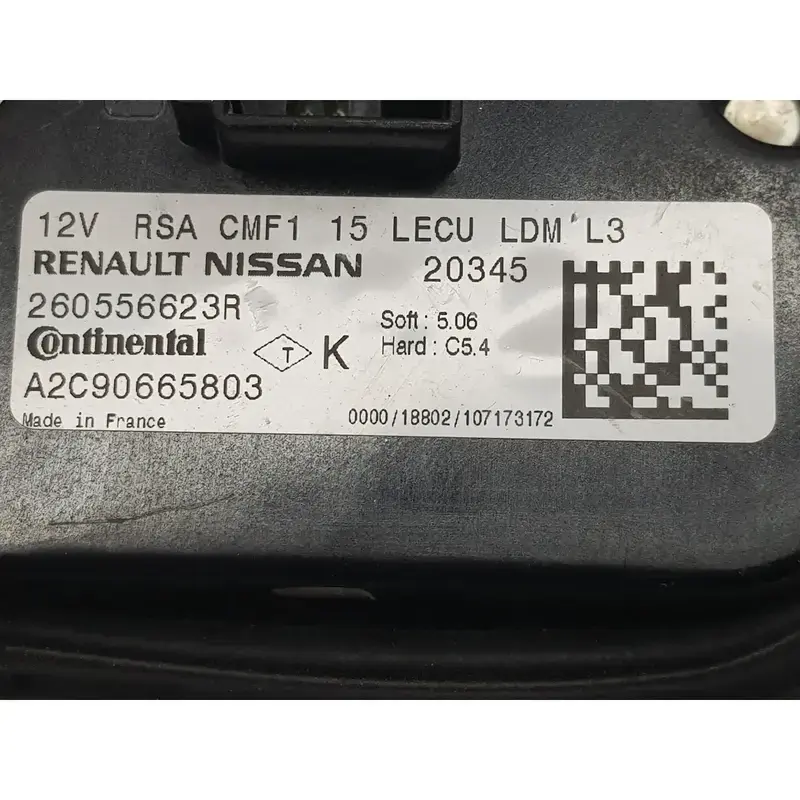 12V RSA CMF1 15 LECU LDM L3
RENAULT NISSAN 20345
260556623R
Soft : 5.06
Continental T K Hard : C5.4
A2C90665803
Made in France 0000/18802/107173172